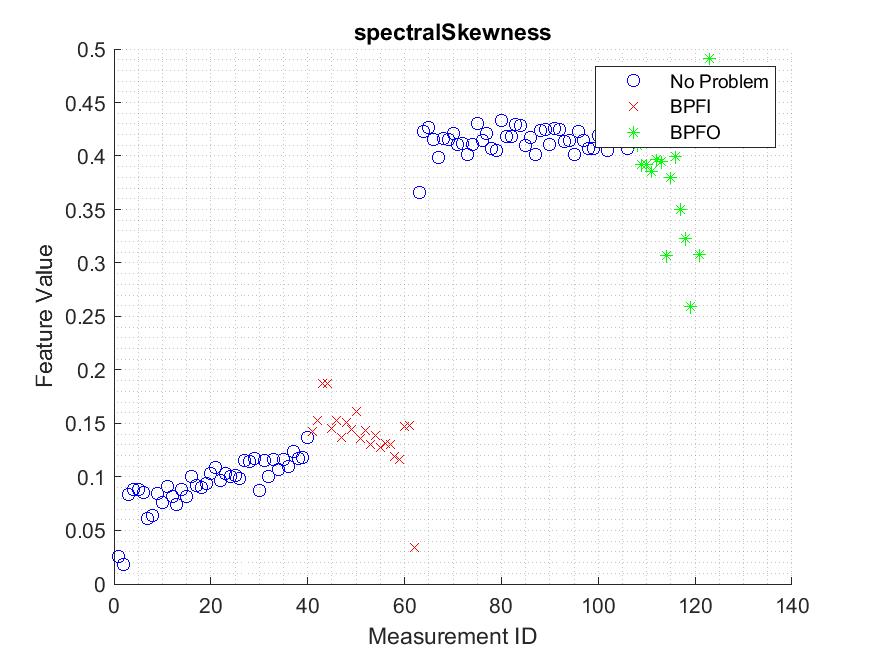 spectralSkewness
0.5
0.45
0.4
0.35
0.3
0.25
0.2
0.15
0.1
0.05
0
Feature Value
No Problem
BPFI
BPFO
0 20 40 60 80 100 120 140
Measurement ID